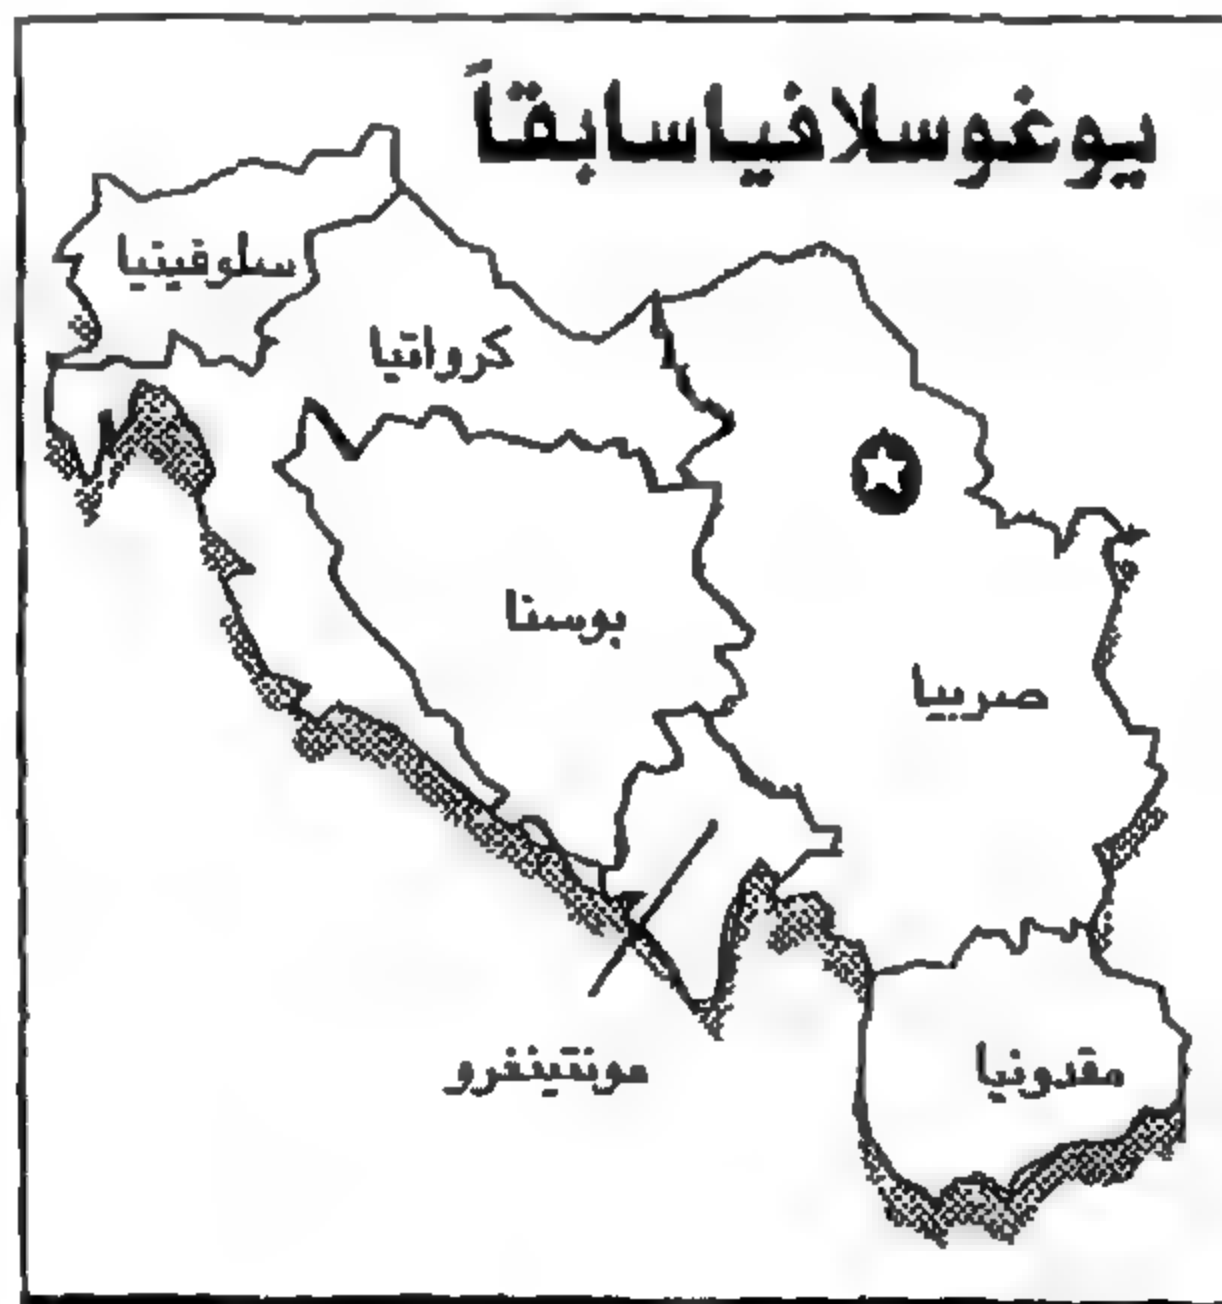 يوغوسلافيا سابقاً
سلوفينيا
كرواتيا
بوسنا
صربيا
مونتينغرو
مقدونيا